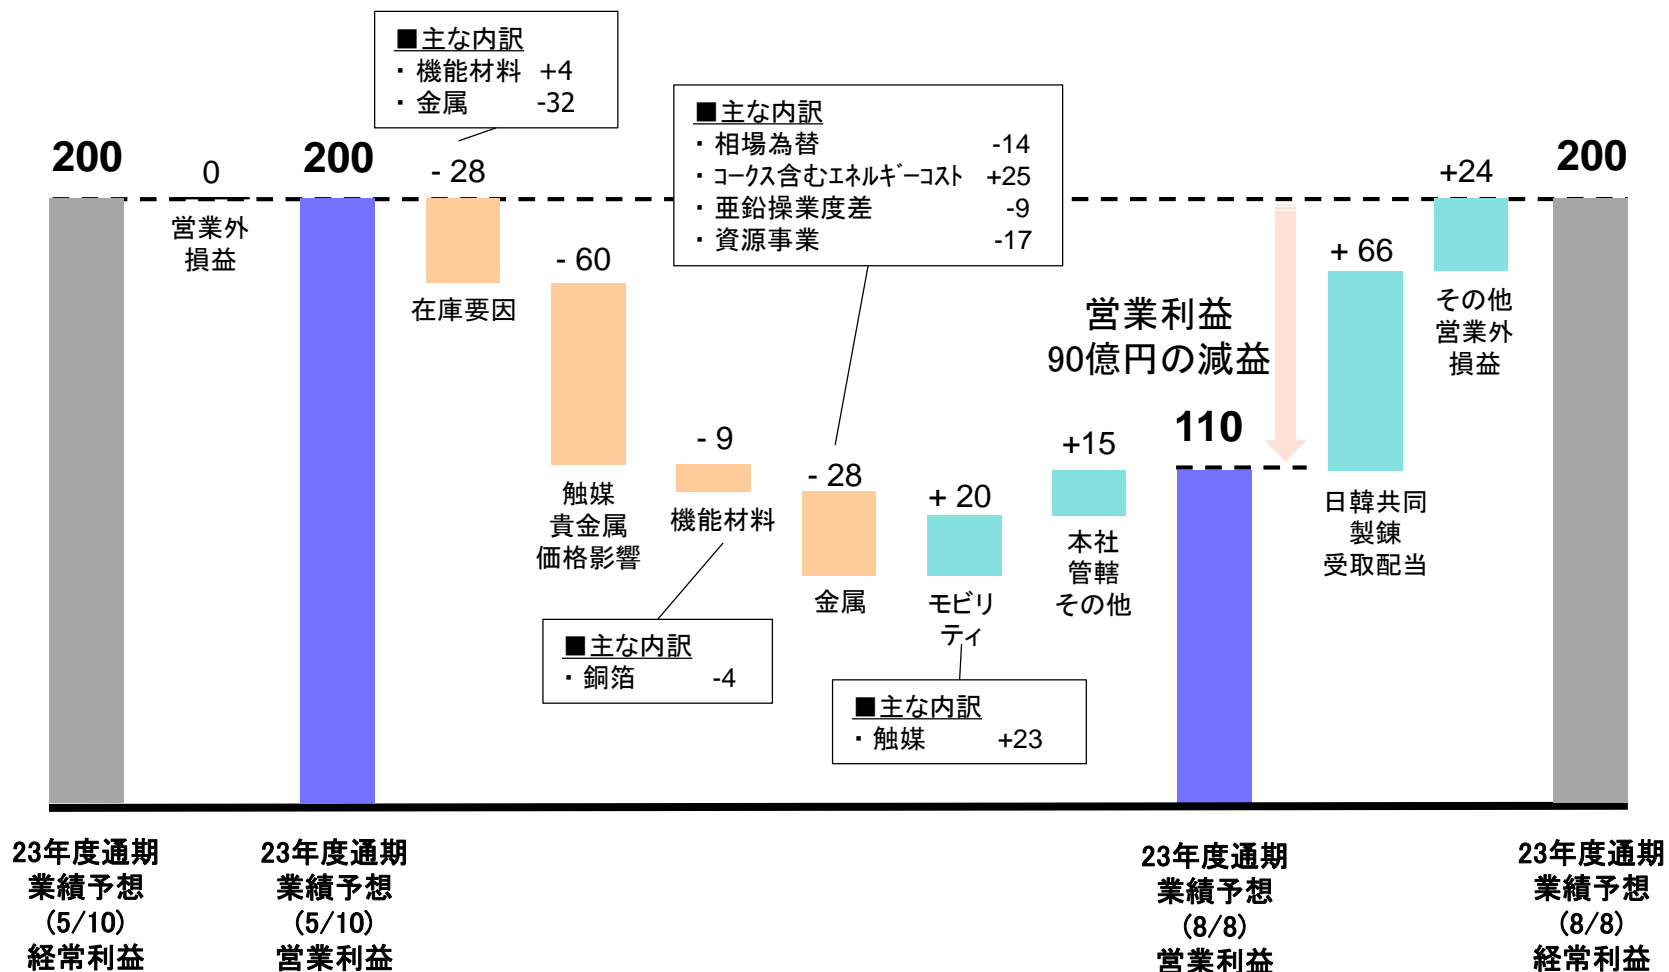 ■主な内訳
・機能材料 +4
・金属 -32
■主な内訳
・相場為替 -14
・コークス含むエネルギーコスト +25
・亜鉛操業度差 -9
・資源事業 -17
200
0
営業外
損益
200
- 28
在庫要因
- 60
触媒
貴金属
価格影響
- 9
機能材料
■主な内訳
・銅箔 -4
- 28
金属
+ 20
モビリ
ティ
■主な内訳
・触媒 +23
+15
本社
管轄
その他
営業利益
90億円の減益
110
+ 66
日韓共同
製錬
受取配当
+24
その他
営業外
損益
200
23年度通期
業績予想
(5/10)
経常利益
23年度通期
業績予想
(5/10)
営業利益
23年度通期
業績予想
(8/8)
営業利益
23年度通期
業績予想
(8/8)
経常利益